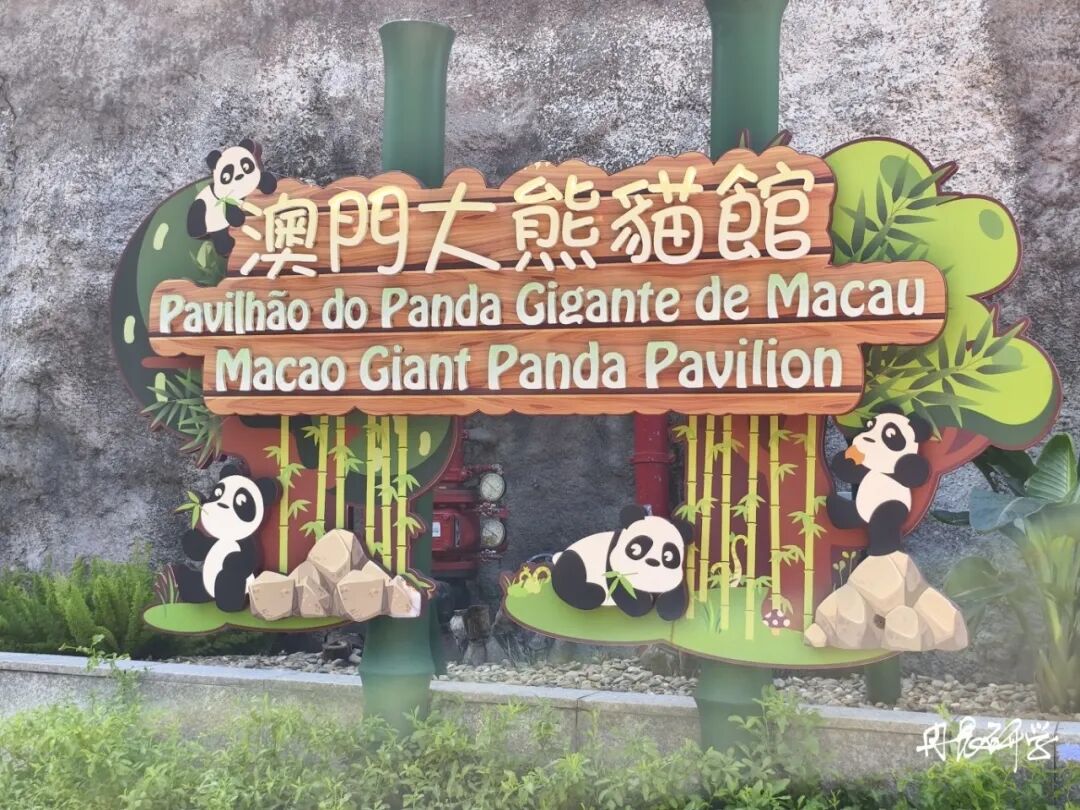 澳門大熊貓館
Pavilhão do Panda Gigante de Macau
Macao Giant Panda Pavilion